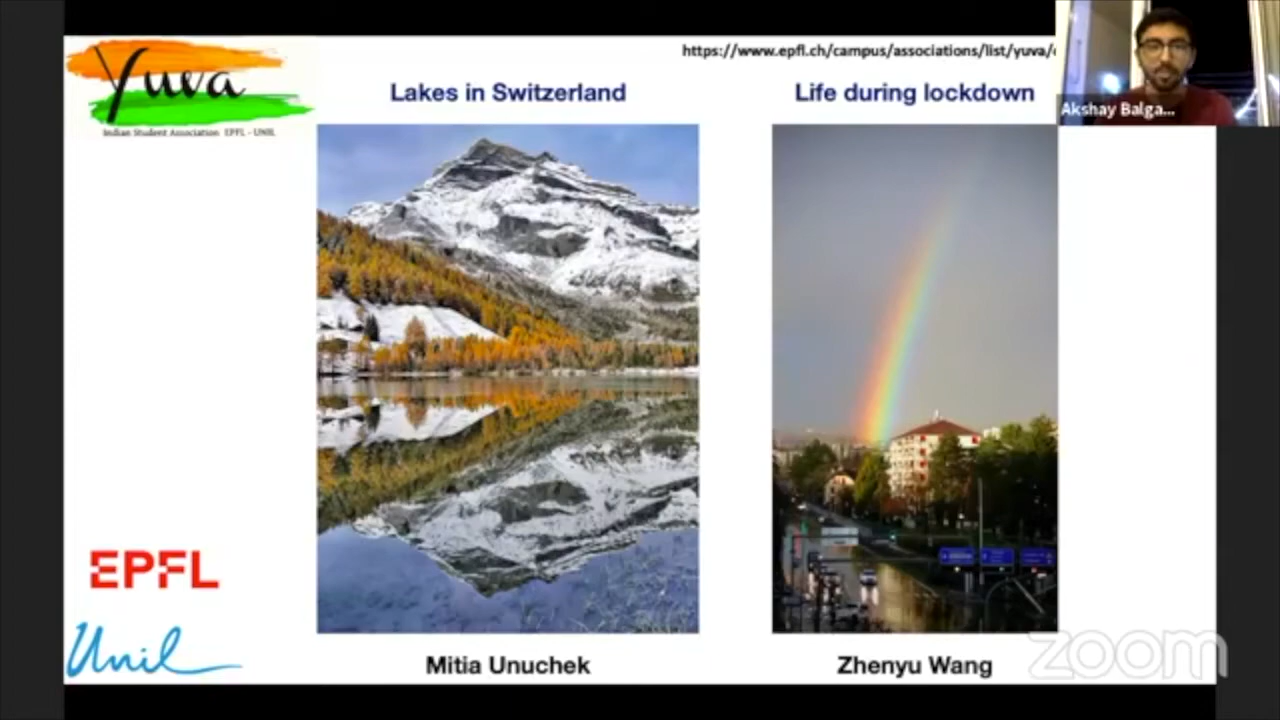 Yuva
Indian Student Association EPFL - UNIL
https://www.epfl.ch/campus/associations/list/yuva/
Lakes in Switzerland
Life during lockdown
Akshay Balga...
EPFL
Unil
Mitia Unuchek
Zhenyu Wang
zoom